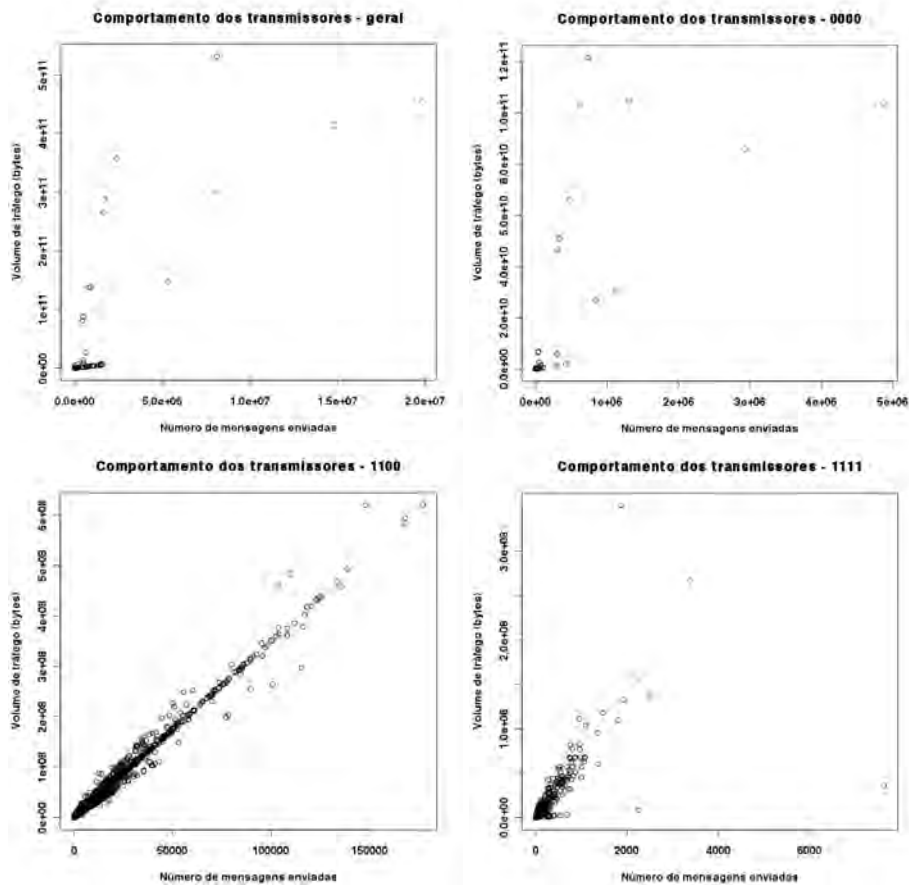 Comportamento dos transmissores - geral
Volume de tráfego (bytes)
5e+11
4e+11
3e+11
2e+11
1e+11
0e+00
0.0e+00 5.0e+06 1.0e+07 1.5e+07 2.0e+07
Número de mensagens enviadas
Comportamento dos transmissores - 0000
Volume de tráfego (bytes)
1.2e+11
1.0e+11
8.0e+10
6.0e+10
4.0e+10
2.0e+10
0.0e+00
0e+00 1e+06 2e+06 3e+06 4e+06 5e+06
Número de mensagens enviadas
Comportamento dos transmissores - 1100
Volume de tráfego (bytes)
6e+08
5e+08
4e+08
3e+08
2e+08
1e+08
0e+00
0 50000 100000 150000
Número de mensagens enviadas
Comportamento dos transmissores - 1111
Volume de tráfego (bytes)
3.0e+08
2.0e+08
1.0e+08
0.0e+00
0 2000 4000 6000
Número de mensagens enviadas